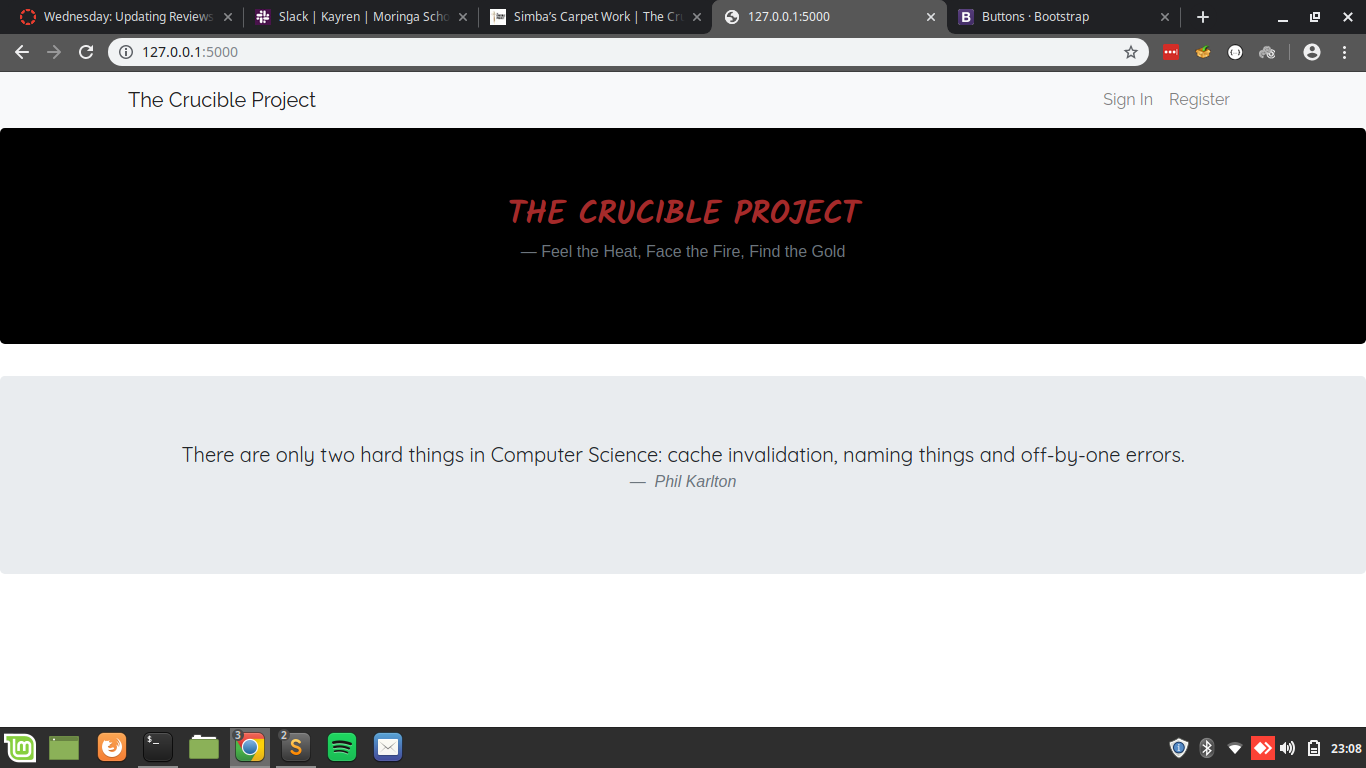 Wednesday: Updating Reviews
Slack | Kayren | Moringa Scho
Simba’s Carpet Work | The Cru
127.0.0.1:5000
Buttons · Bootstrap
127.0.0.1:5000
The Crucible Project
Sign In
Register
THE CRUCIBLE PROJECT
— Feel the Heat, Face the Fire, Find the Gold
There are only two hard things in Computer Science: cache invalidation, naming things and off-by-one errors.
— Phil Karlton
3
2
23:08